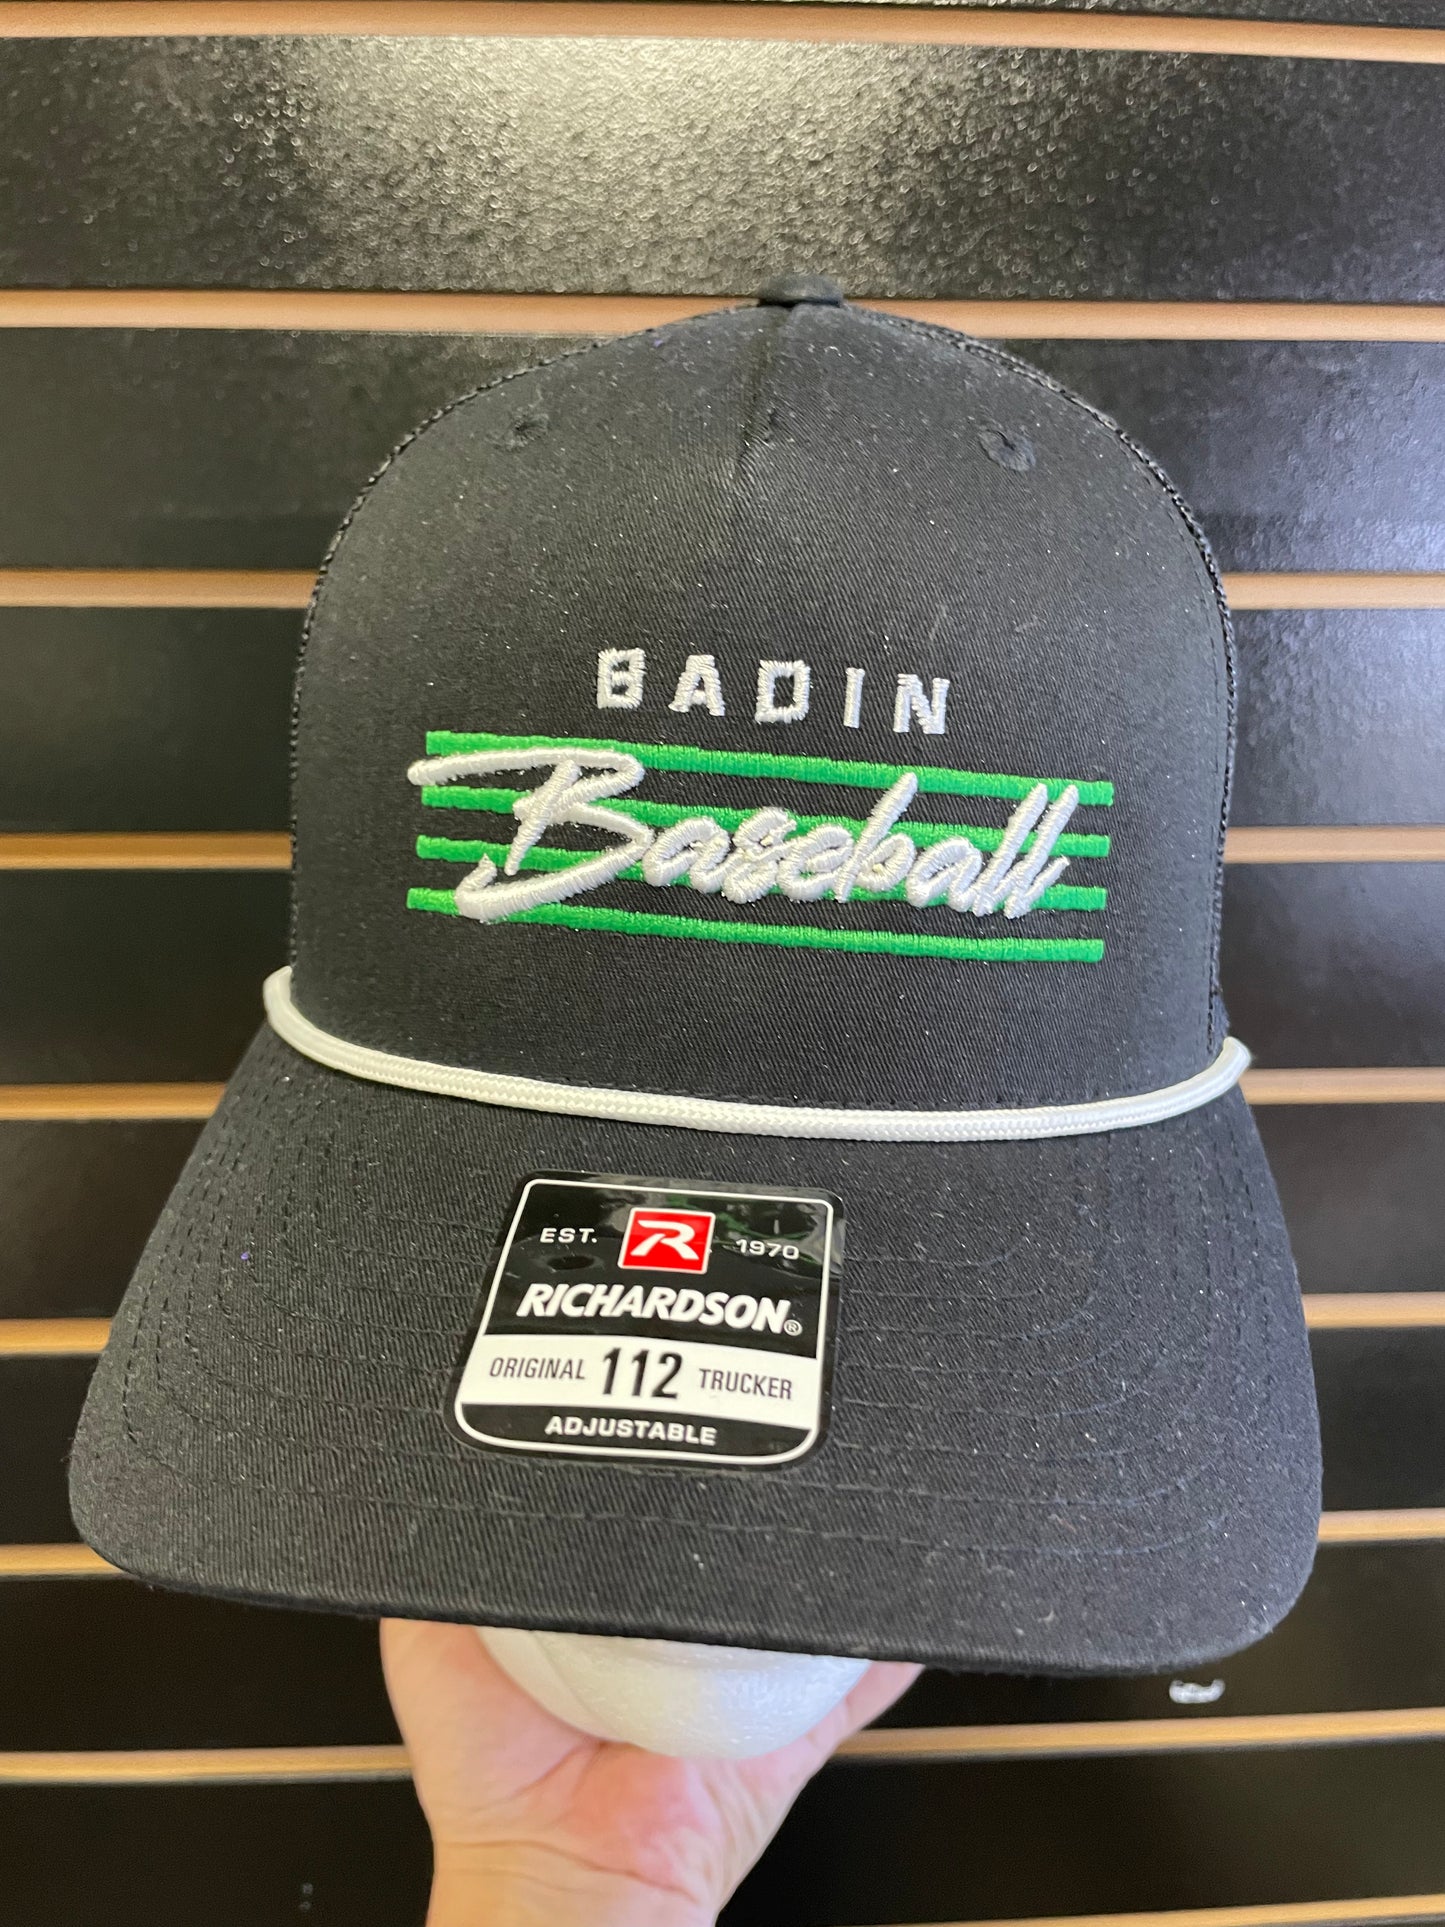 BADIN
Baseball
EST. R 1970
RICHARDSON®
ORIGINAL 112 TRUCKER
ADJUSTABLE